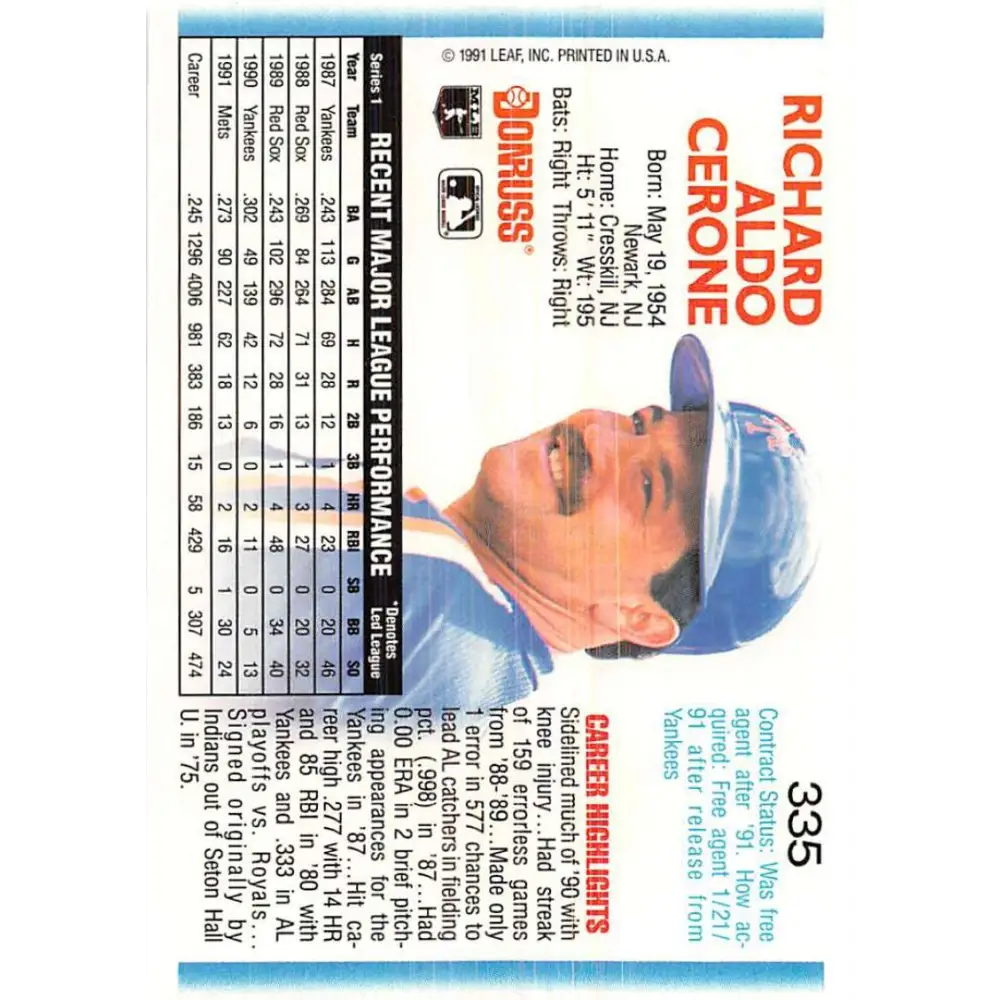 335
RICHARD
ALDO
CERONE
Born: May 19, 1954
Newark, NJ
Home: Cresskill, NJ
Ht: 5'11" Wt: 195
Bats: Right Throws: Right
DONRUSS®
MLB
© 1991 LEAF, INC. PRINTED IN U.S.A.
Contract Status: Was free
agent after '91. How ac-
quired: Free agent 1/21/
91 after release from
Yankees
CAREER HIGHLIGHTS
Sidelined much of '90 with
knee injury...Had streak
of 159 errorless games
from '88-'89...Made only
1 error in 577 chances to
lead AL catchers in fielding
pct. (.998) in '87...Had
0.00 ERA in 2 brief pitch-
ing appearances for the
Yankees in '87...Hit ca-
reer high .277 with 14 HR
and 85 RBI in '80 with
Yankees and .333 in AL
playoffs vs. Royals...
Signed originally by
Indians out of Seton Hall
U. in '75.
Series 1 RECENT MAJOR LEAGUE PERFORMANCE *Denotes
Led League
Year Team BA G AB H R 2B 3B HR RBI SB BB SO
1987 Yankees .243 113 284 69 28 12 1 4 23 0 20 46
1988 Red Sox .269 84 264 71 31 13 1 3 27 0 20 32
1989 Red Sox .243 102 296 72 28 16 1 4 48 0 34 40
1990 Yankees .302 49 139 42 12 6 0 2 11 0 5 13
1991 Mets .273 90 227 62 18 13 0 2 16 1 30 24
Career .245 1296 4006 981 383 186 15 58 429 5 307 474